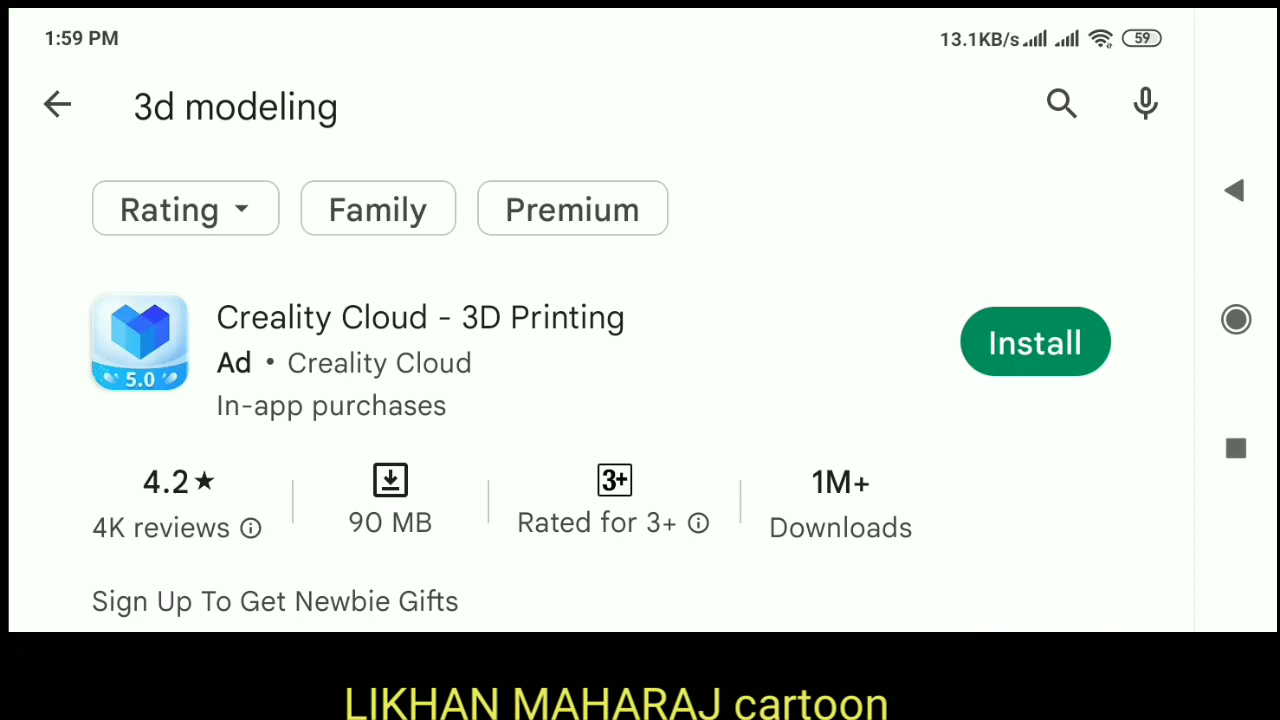 1:59 PM 13.1KB/s 59
3d modeling
Rating Family Premium
Creality Cloud - 3D Printing
Ad • Creality Cloud
In-app purchases
Install
5.0
4.2★ 3+ 1M+
4K reviews 90 MB Rated for 3+ Downloads
Sign Up To Get Newbie Gifts
LIKHAN MAHARAJ cartoon